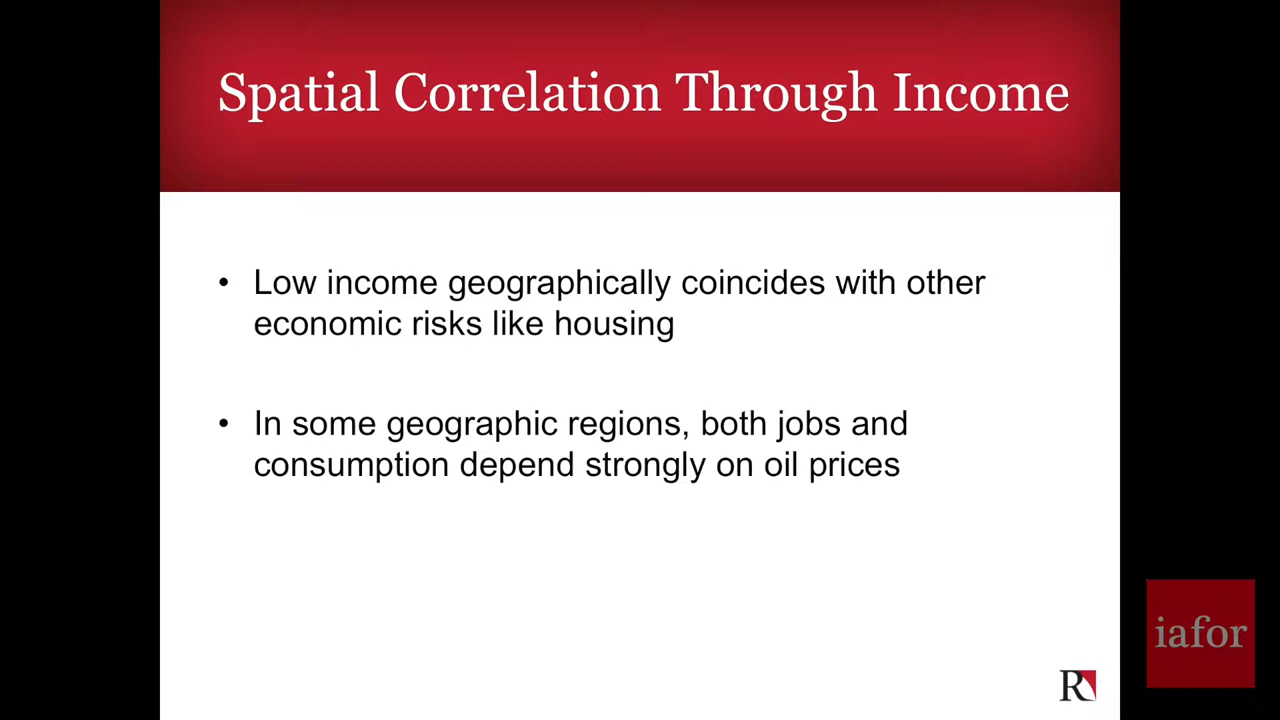 Spatial Correlation Through Income
• Low income geographically coincides with other
economic risks like housing
• In some geographic regions, both jobs and
consumption depend strongly on oil prices
iafor
R